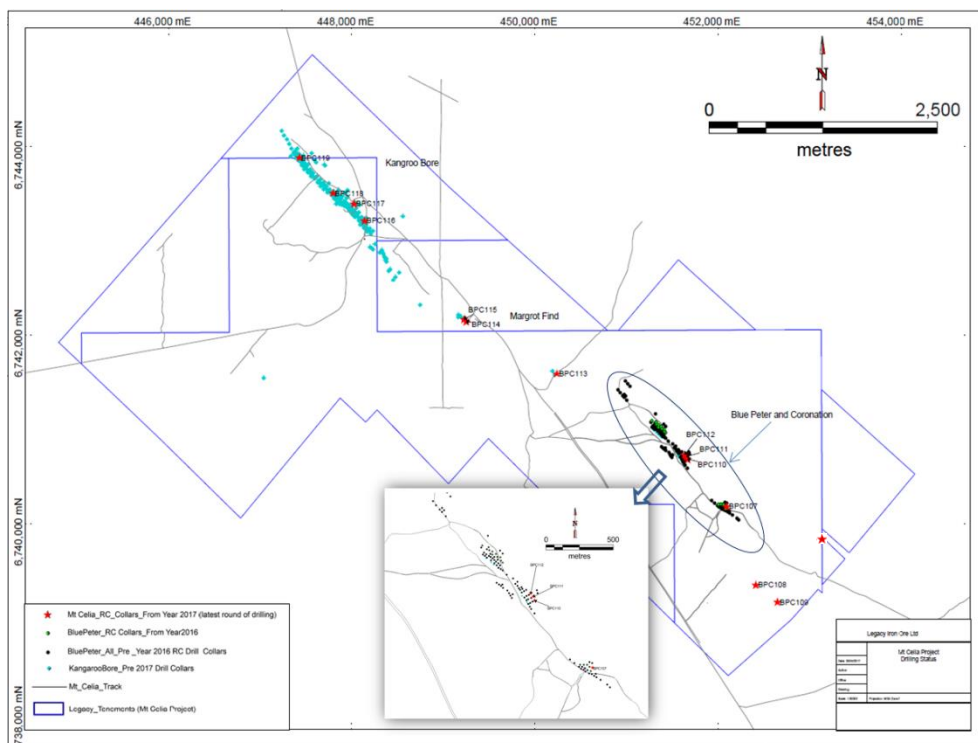 446,000 mE
448,000 mE
450,000 mE
452,000 mE
454,000 mE
N
0 2,500
metres
6,744,000 mN
6,742,000 mN
6,740,000 mN
6,738,000 mN
Kangroo Bore
BPC119
BPC118
BPC117
BPC116
BPC115
Margrot Find
BPC114
BPC113
Blue Peter and Coronation
BPC112
BPC111
BPC110
BPC107
BPC108
BPC109
N
0 500
metres
Mt Celia_RC_Collars_From Year 2017 (latest round of drilling)
BluePeter_RC Collars_From Year2016
BluePeter_All_Pre _Year 2016 RC Drill Collars
KangarooBore_Pre 2017 Drill Collars
Mt_Celia_Track
Legacy_Tenements (Mt Celia Project)
Legacy Iron Ore Ltd
Mt Celia Project
Drilling Status